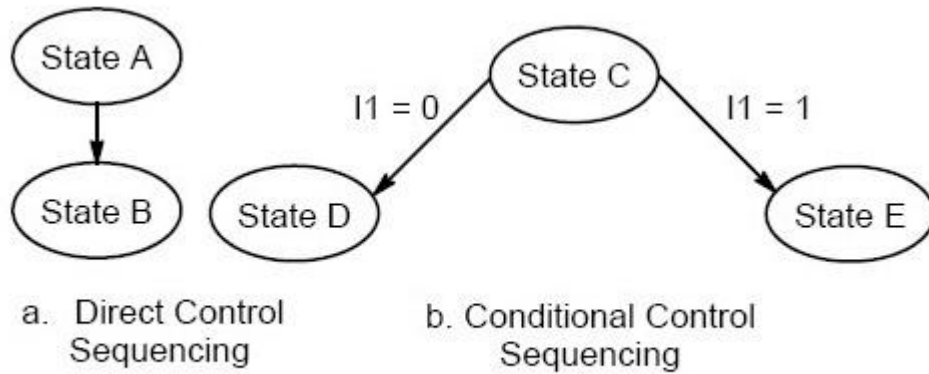 State A
State C
I1 = 0
I1 = 1
State B
State D
State E
a. Direct Control
Sequencing
b. Conditional Control
Sequencing